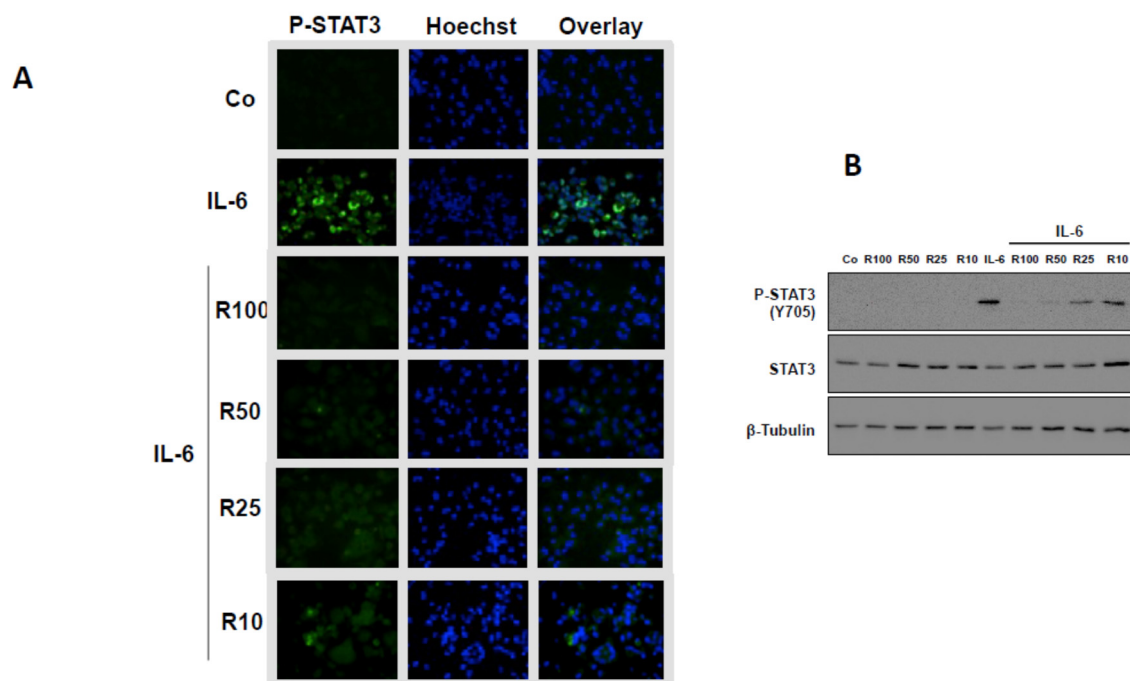 A
P-STAT3 Hoechst Overlay
Co
IL-6
IL-6
R100
R50
R25
R10
B
IL-6
Co R100 R50 R25 R10 IL-6 R100 R50 R25 R10
P-STAT3
(Y705)
STAT3
β-Tubulin